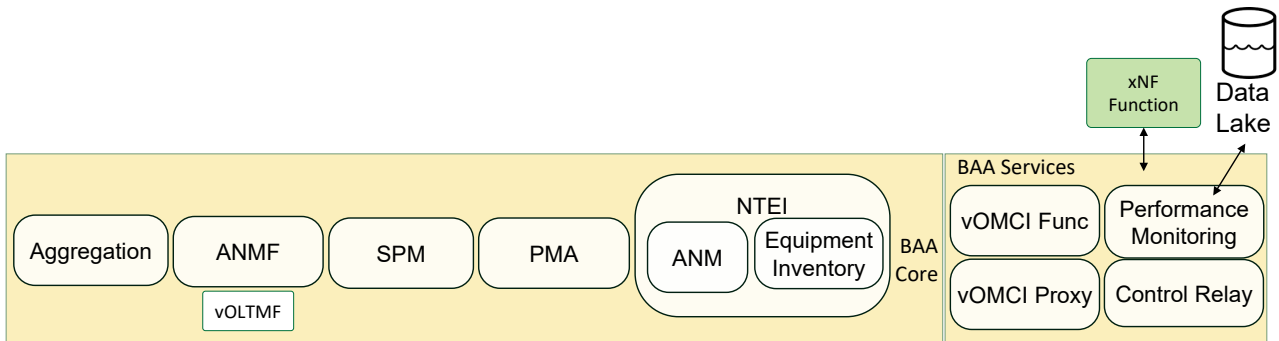 xNF
Function
Data
Lake
BAA Services
Aggregation
ANMF
vOLTMF
SPM
PMA
NTEI
ANM
Equipment
Inventory
BAA
Core
vOMCI Func
Performance
Monitoring
vOMCI Proxy
Control Relay